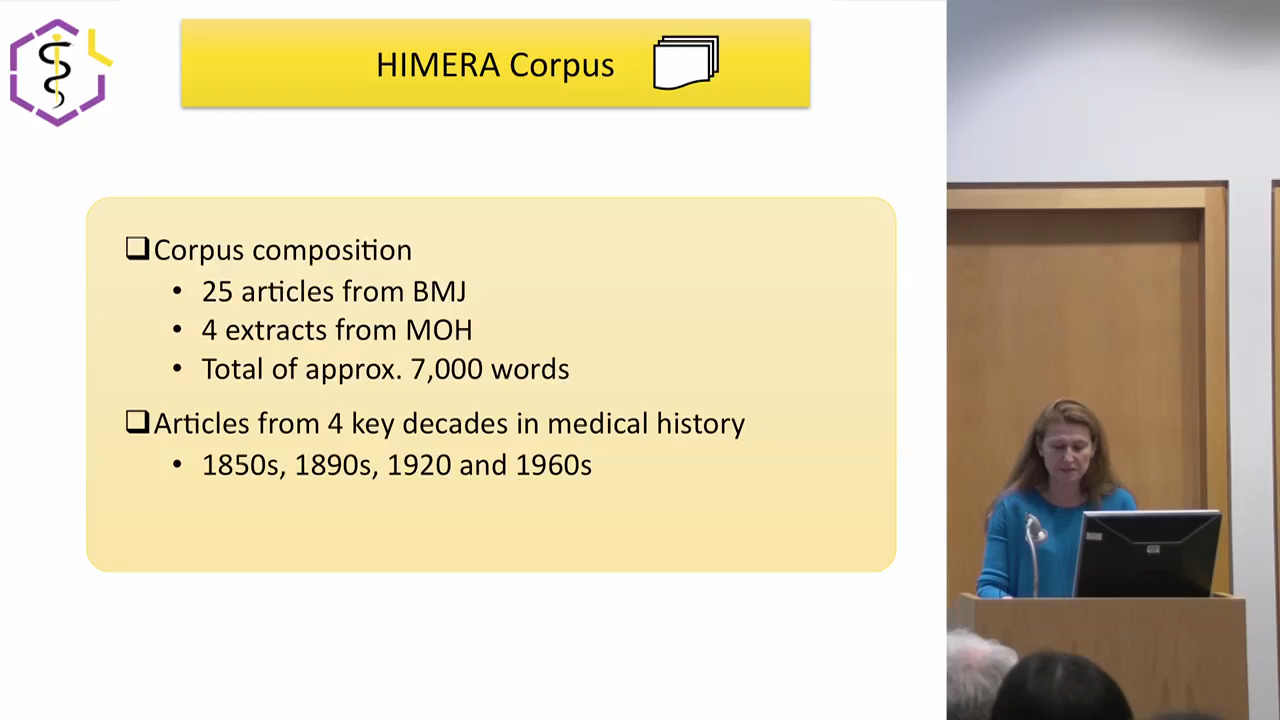 HIMERA Corpus
❑Corpus composition
• 25 articles from BMJ
• 4 extracts from MOH
• Total of approx. 7,000 words
❑Articles from 4 key decades in medical history
• 1850s, 1890s, 1920 and 1960s